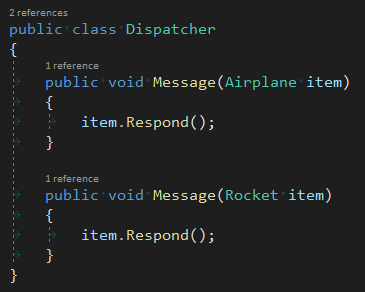 2 references
public class Dispatcher
{
1 reference
public void Message(Airplane item)
{
item.Respond();
}
1 reference
public void Message(Rocket item)
{
item.Respond();
}
}